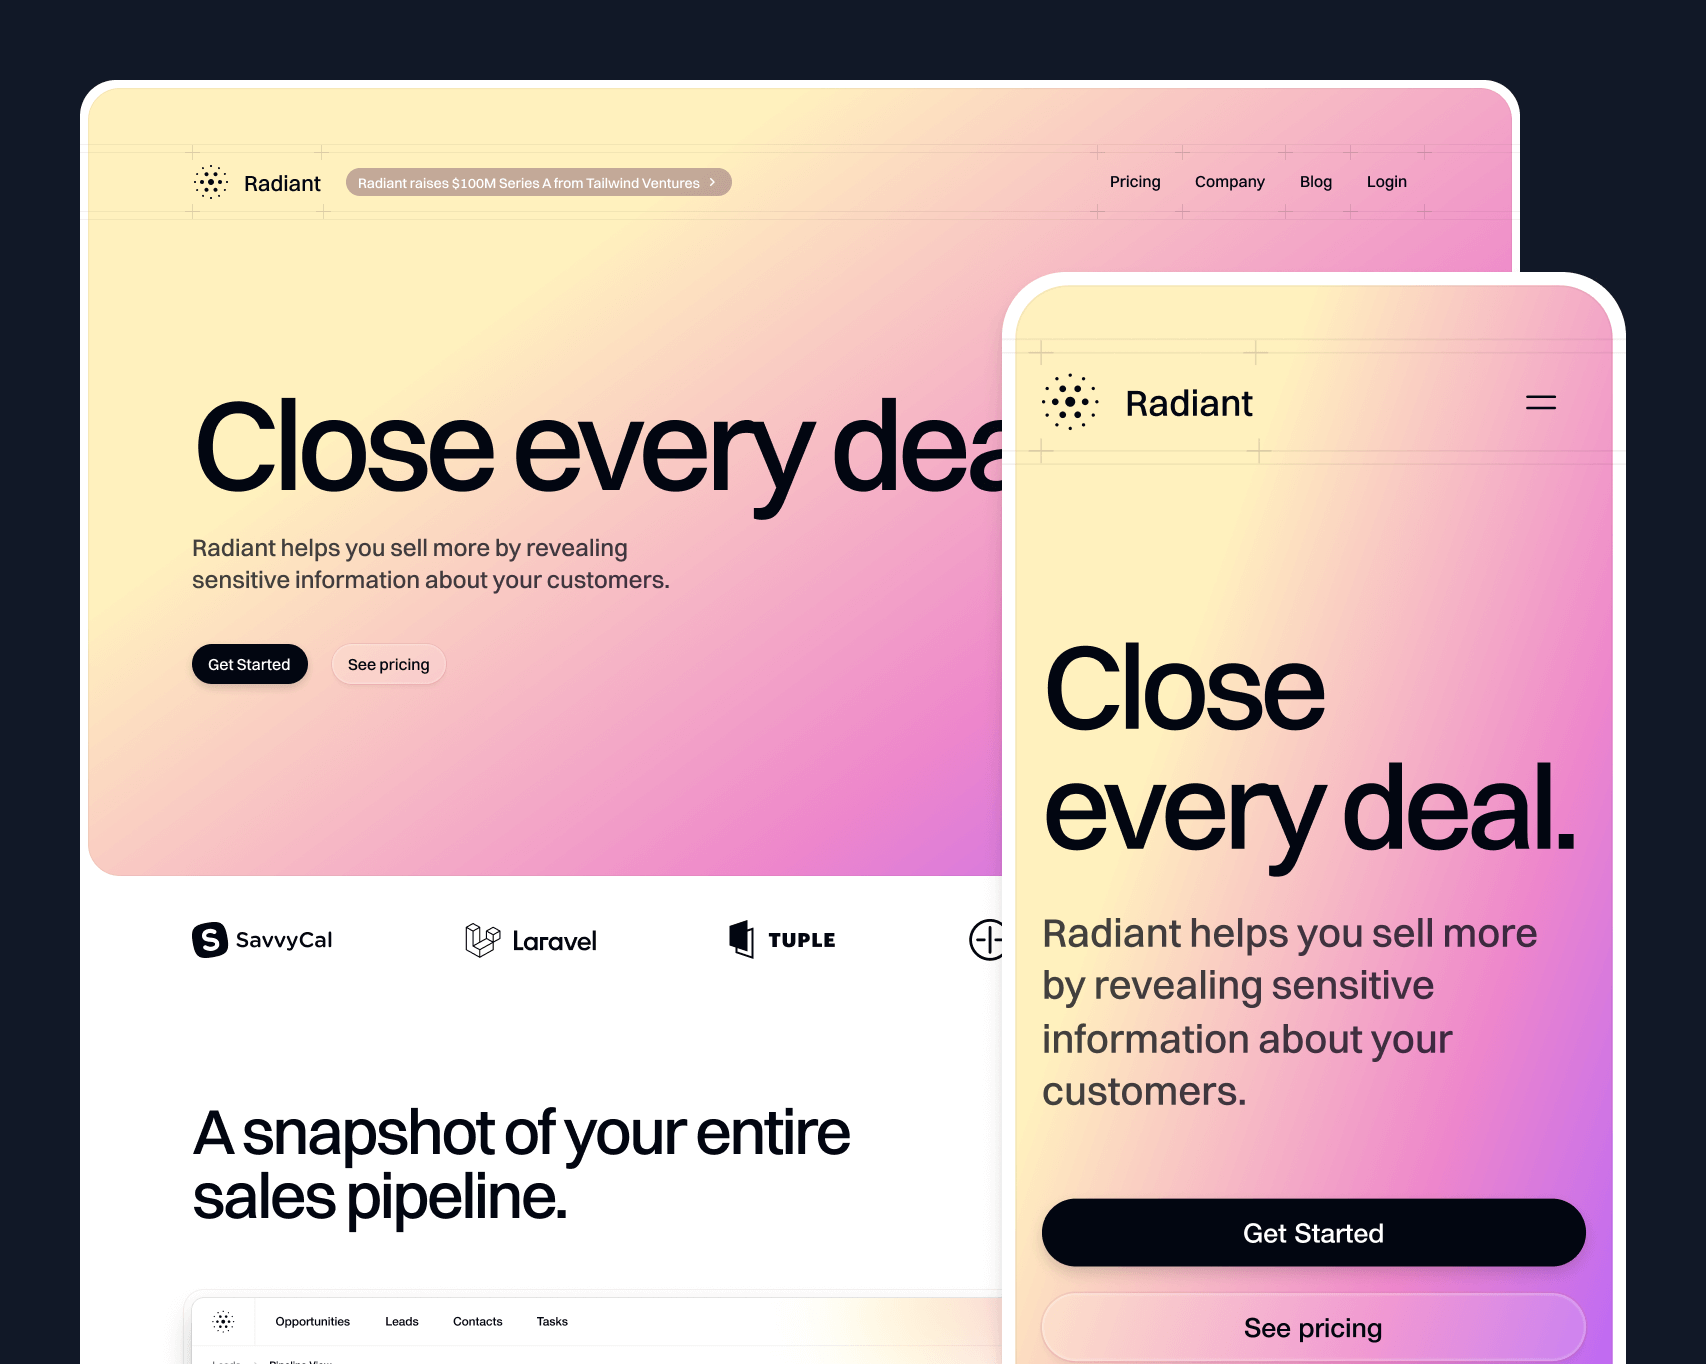 Radiant
Radiant raises $100M Series A from Tailwind Ventures
Pricing
Company
Blog
Login
Close every dea
Radiant helps you sell more by revealing
sensitive information about your customers.
Get Started
See pricing
SavvyCal
Laravel
TUPLE
A snapshot of your entire
sales pipeline.
Opportunities
Leads
Contacts
Tasks
Leads
Pipeline View
Radiant
Close
every deal.
Radiant helps you sell more
by revealing sensitive
information about your
customers.
Get Started
See pricing